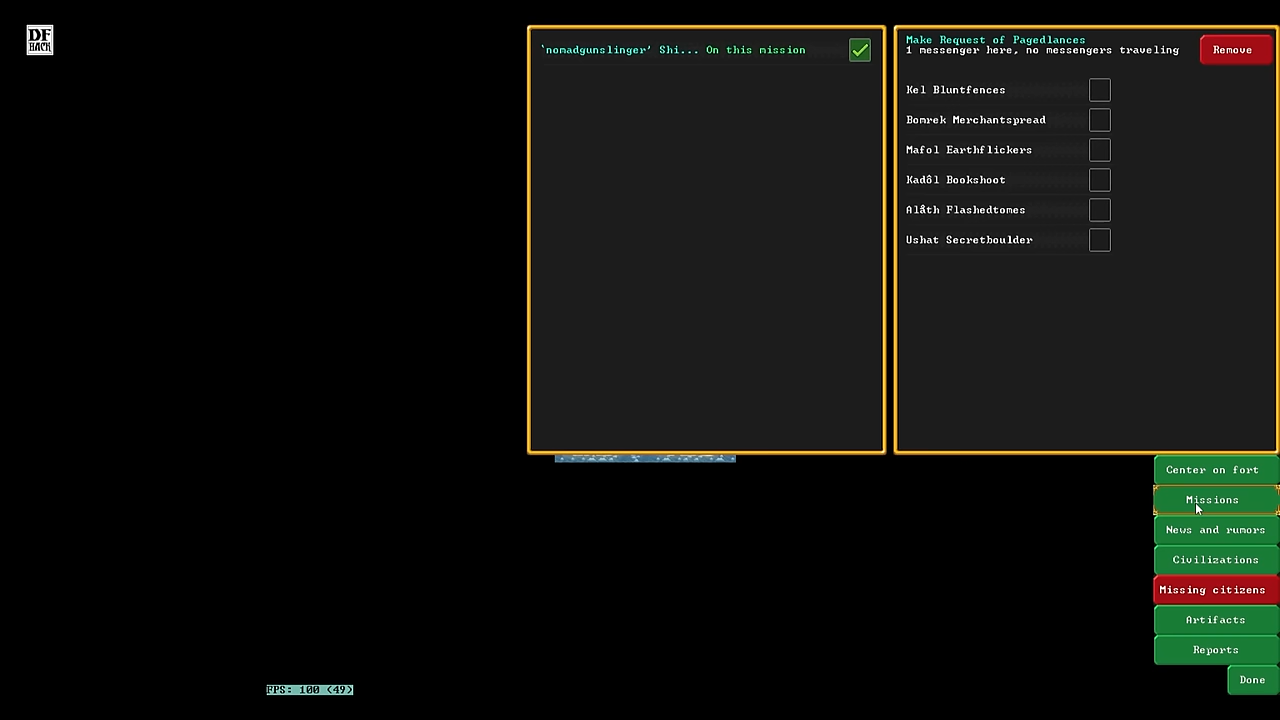 DF
HACK
`nomadgunslinger' Shi... On this mission
Make Request of Pagedlances
1 messenger here, no messengers traveling
Remove
Kel Bluntfences
Bomrek Merchantspread
Mafol Earthflickers
Kadôl Bookshoot
Alåth Flashedtomes
Ushat Secretboulder
Center on fort
Missions
News and rumors
Civilizations
Missing citizens
Artifacts
Reports
Done
FPS: 100 (49)